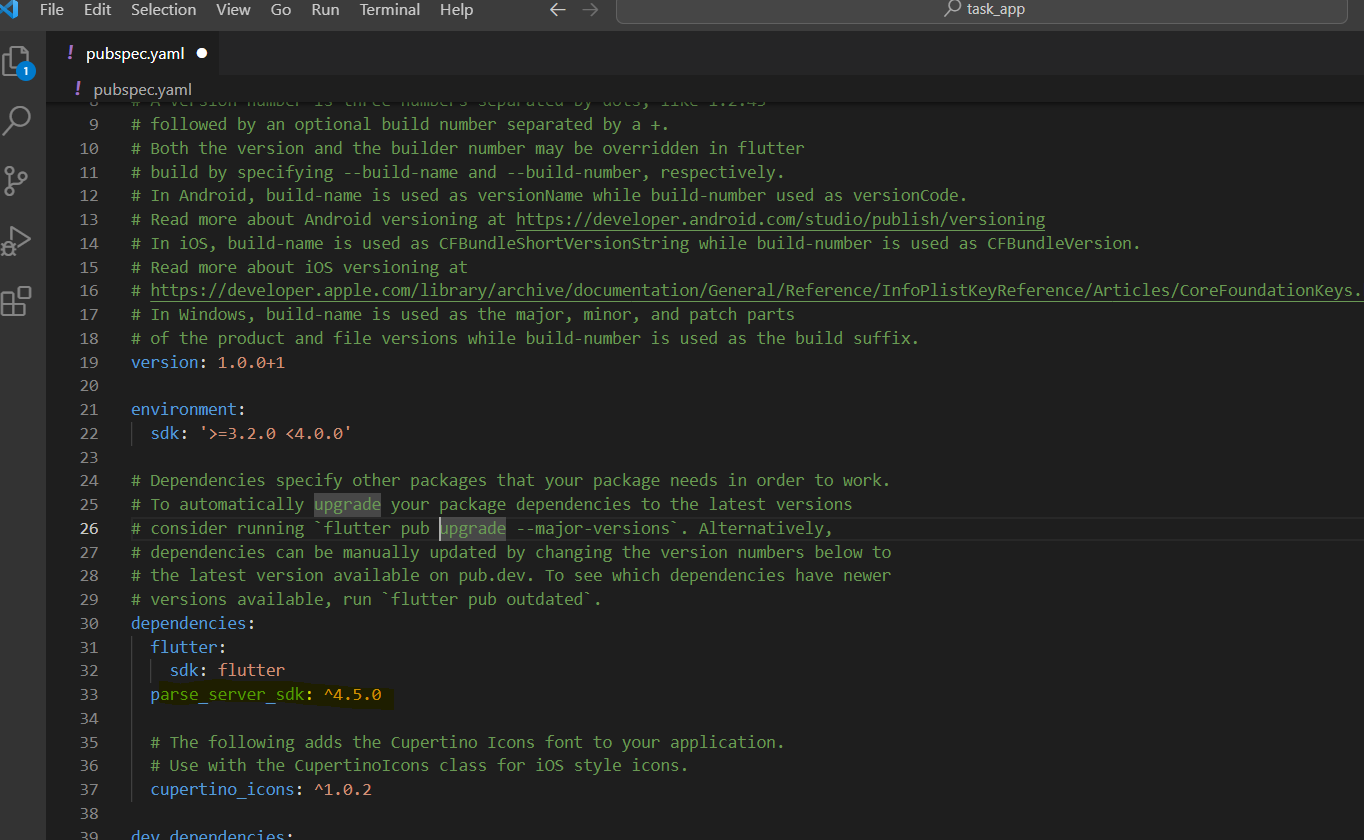 File Edit Selection View Go Run Terminal Help
task_app
1
! pubspec.yaml
! pubspec.yaml
8 # A version number is three numbers separated by dots, like 1.2.43
9 # followed by an optional build number separated by a +.
10 # Both the version and the builder number may be overridden in flutter
11 # build by specifying --build-name and --build-number, respectively.
12 # In Android, build-name is used as versionName while build-number used as versionCode.
13 # Read more about Android versioning at https://developer.android.com/studio/publish/versioning
14 # In iOS, build-name is used as CFBundleShortVersionString while build-number is used as CFBundleVersion.
15 # Read more about iOS versioning at
16 # https://developer.apple.com/library/archive/documentation/General/Reference/InfoPlistKeyReference/Articles/CoreFoundationKeys.
17 # In Windows, build-name is used as the major, minor, and patch parts
18 # of the product and file versions while build-number is used as the build suffix.
19 version: 1.0.0+1
20
21 environment:
22 sdk: '>=3.2.0 <4.0.0'
23
24 # Dependencies specify other packages that your package needs in order to work.
25 # To automatically upgrade your package dependencies to the latest versions
26 # consider running `flutter pub upgrade --major-versions`. Alternatively,
27 # dependencies can be manually updated by changing the version numbers below to
28 # the latest version available on pub.dev. To see which dependencies have newer
29 # versions available, run `flutter pub outdated`.
30 dependencies:
31 flutter:
32 sdk: flutter
33 parse_server_sdk: ^4.5.0
34
35 # The following adds the Cupertino Icons font to your application.
36 # Use with the CupertinoIcons class for iOS style icons.
37 cupertino_icons: ^1.0.2
38
39 dev_dependencies: